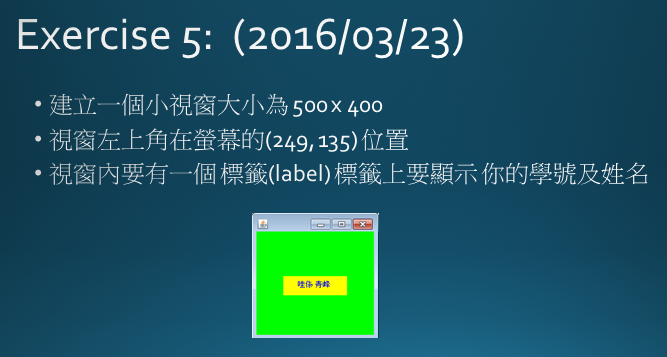 Exercise 5: (2016/03/23)
• 建立一個小視窗大小為 500 x 400
• 視窗左上角在螢幕的(249, 135) 位置
• 視窗內要有一個 標籤(label) 標籤上要顯示 你的學號及姓名
哇係 青峰